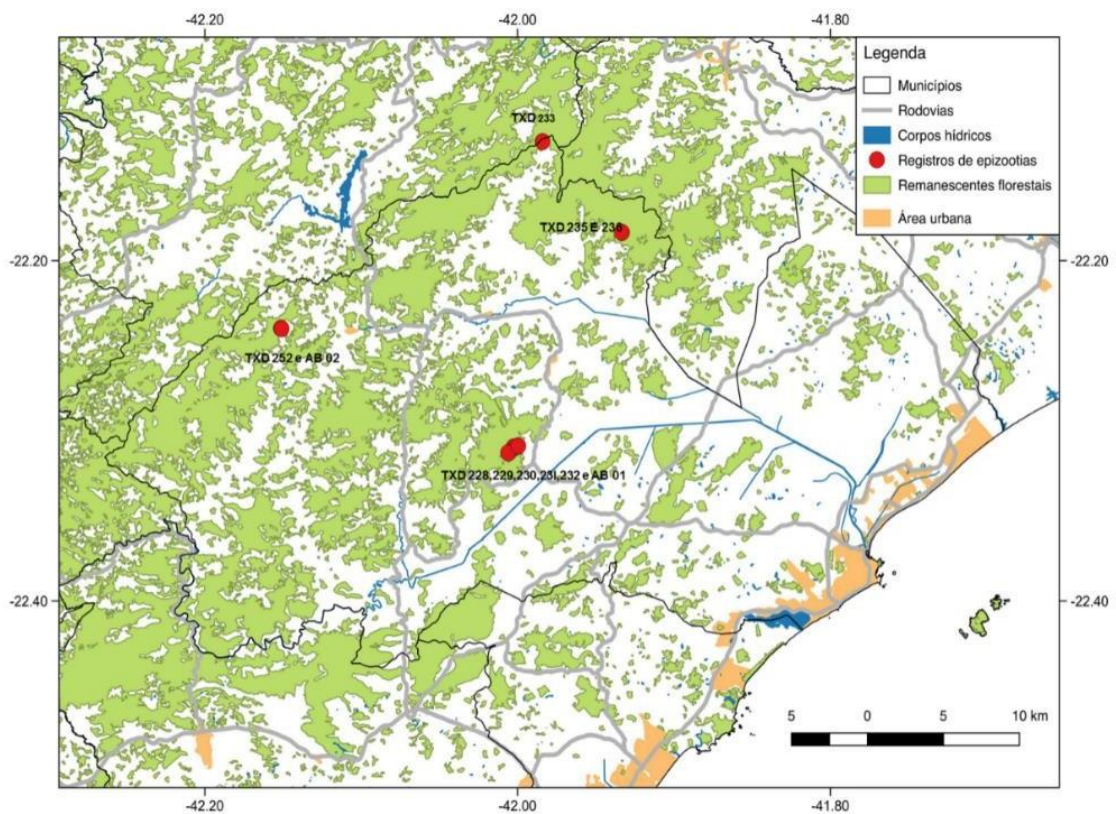 -42.20 -42.00 -41.80
Legenda
Municípios
Rodovias
Corpos hídricos
Registros de epizootias
Remanescentes florestais
Área urbana
TXD 233
TXD 235 E 236
-22.20 -22.20
TXD 252 e AB 02
TXD 228,229,230,231,232 e AB 01
-22.40 -22.40
5 0 5 10 km
-42.20 -42.00 -41.80